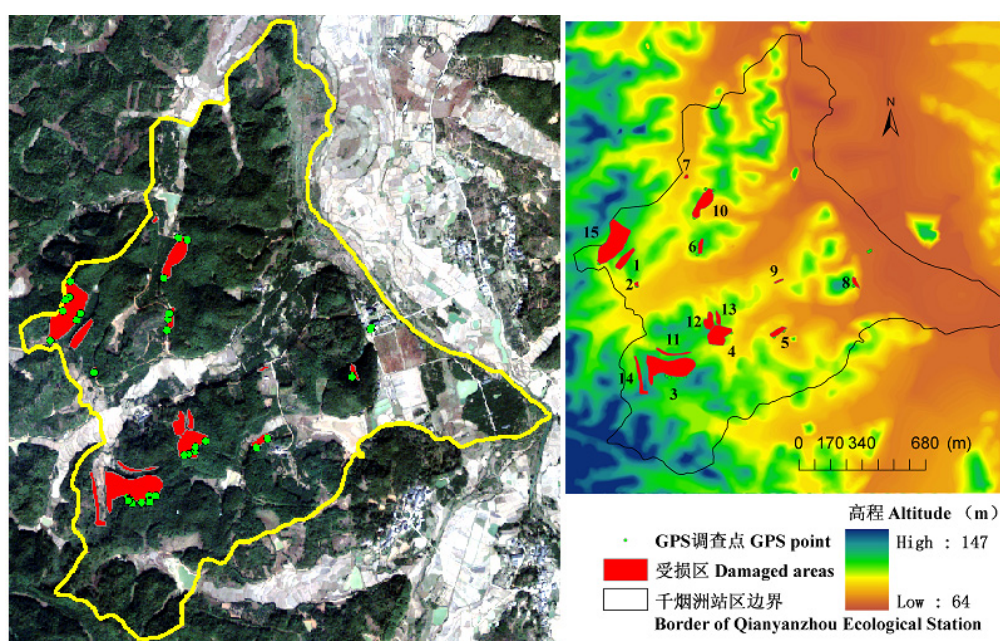 N
7
10
15
6
1
2
9
8
12
13
11
4
5
14
3
0 170 340 680 (m)
高程 Altitude （m）
GPS调查点 GPS point
High : 147
受损区 Damaged areas
千烟洲站区边界
Low : 64
Border of Qianyanzhou Ecological Station